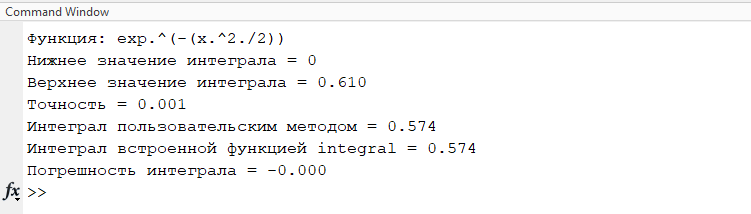 Command Window
Функция: exp.^(-(x.^2./2))
Нижнее значение интеграла = 0
Верхнее значение интеграла = 0.610
Точность = 0.001
Интеграл пользовательским методом = 0.574
Интеграл встроенной функцией integral = 0.574
Погрешность интеграла = -0.000
fx >>